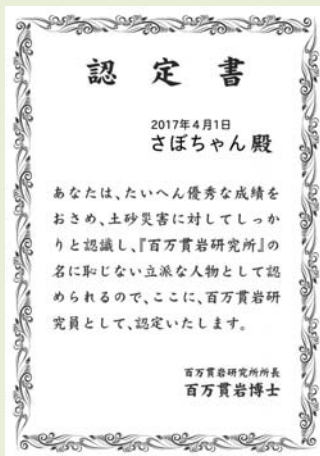 認定書
2017年4月1日
さぼちゃん殿
あなたは、たいへん優秀な成績を
おさめ、土砂災害に対してしっか
りと認識し、『百万貫岩研究所』の
名に恥じない立派な人物として認
められるので、ここに、百万貫岩研
究員として、認定いたします。
百万貫岩研究所所長
百万貫岩博士